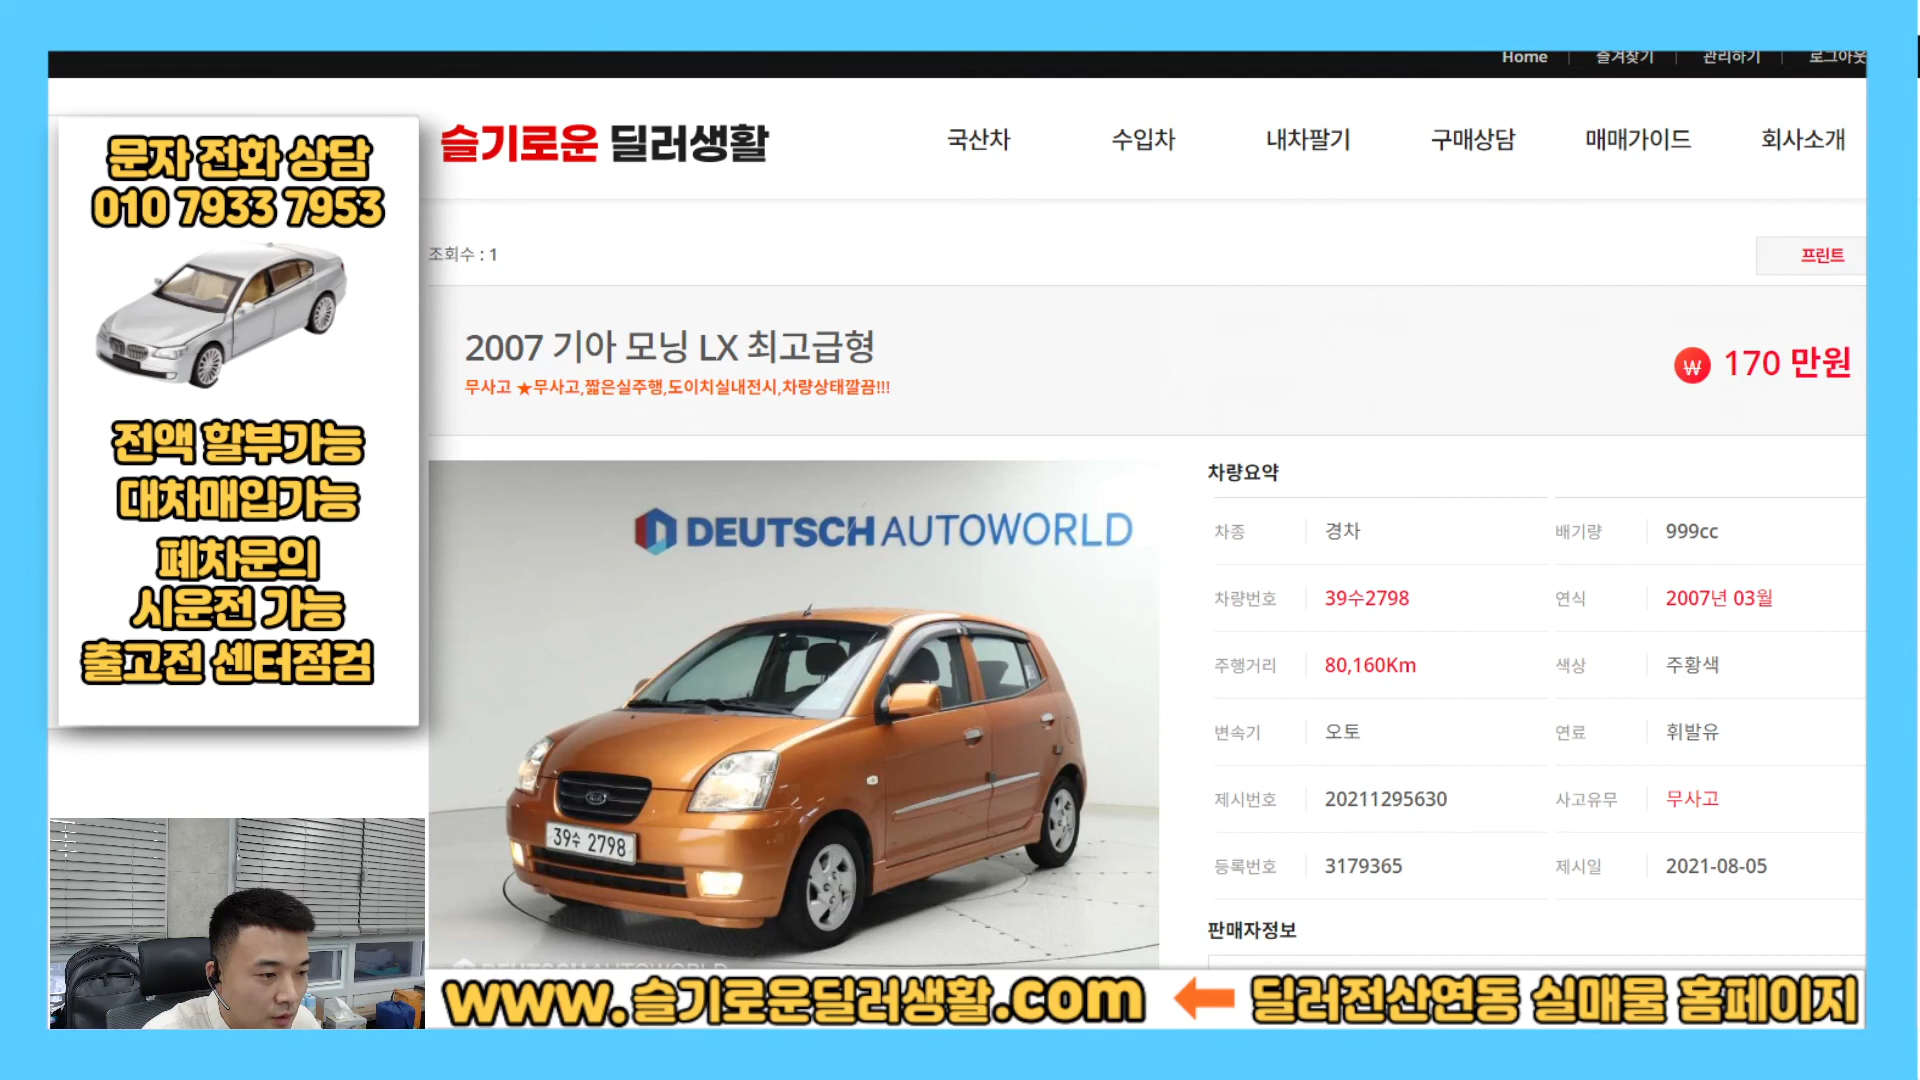 Home
즐겨찾기
관리하기
로그아웃
문자 전화 상담
010 7933 7953
전액 할부가능
대차매입가능
폐차문의
시운전 가능
출고전 센터점검
슬기로운 딜러생활
국산차
수입차
내차팔기
구매상담
매매가이드
회사소개
조회수 : 1
프린트
2007 기아 모닝 LX 최고급형
무사고 ★무사고,짧은실주행,도이치실내전시,차량상태깔끔!!!
₩ 170 만원
DEUTSCH AUTOWORLD
39수 2798
DEUTSCH AUTOWORLD
차량요약
차종 경차 배기량 999cc
차량번호 39수2798 연식 2007년 03월
주행거리 80,160Km 색상 주황색
변속기 오토 연료 휘발유
제시번호 20211295630 사고유무 무사고
등록번호 3179365 제시일 2021-08-05
판매자정보
www.슬기로운딜러생활.com ← 딜러전산연동 실매물 홈페이지